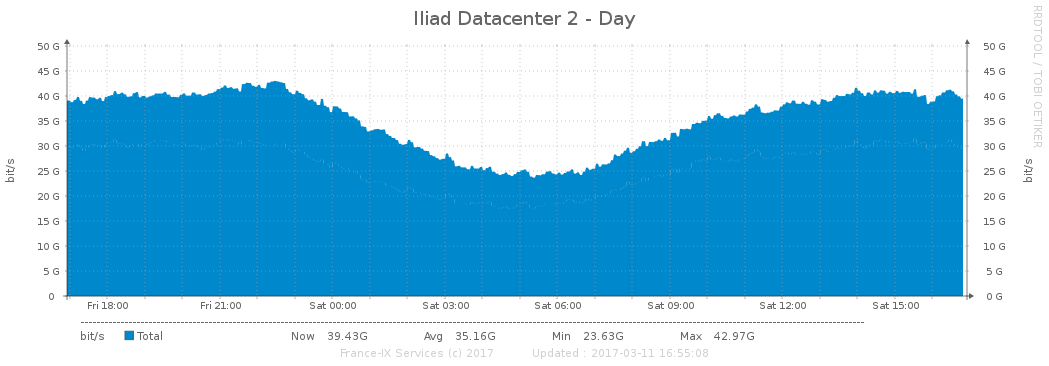 Iliad Datacenter 2 - Day
RRDTOOL / TOBI OETIKER
bit/s
50 G
45 G
40 G
35 G
30 G
25 G
20 G
15 G
10 G
5 G
0
50 G
45 G
40 G
35 G
30 G
25 G
20 G
15 G
10 G
5 G
0 G
bit/s
Fri 18:00 Fri 21:00 Sat 00:00 Sat 03:00 Sat 06:00 Sat 09:00 Sat 12:00 Sat 15:00
bit/s Total Now 39.43G Avg 35.16G Min 23.63G Max 42.97G
France-IX Services (c) 2017 Updated : 2017-03-11 16:55:08